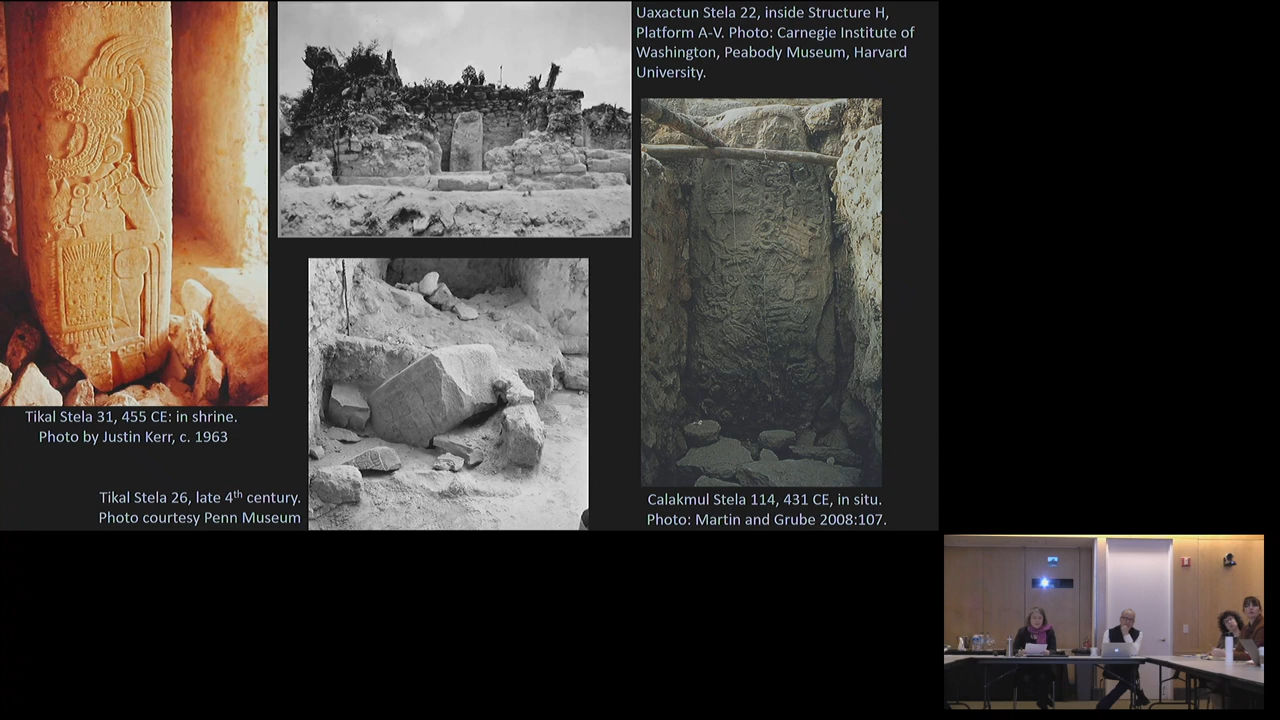 Uaxactun Stela 22, inside Structure H,
Platform A-V. Photo: Carnegie Institute of
Washington, Peabody Museum, Harvard
University.
Tikal Stela 31, 455 CE: in shrine.
Photo by Justin Kerr, c. 1963
Tikal Stela 26, late 4th century.
Photo courtesy Penn Museum
Calakmul Stela 114, 431 CE, in situ.
Photo: Martin and Grube 2008:107.